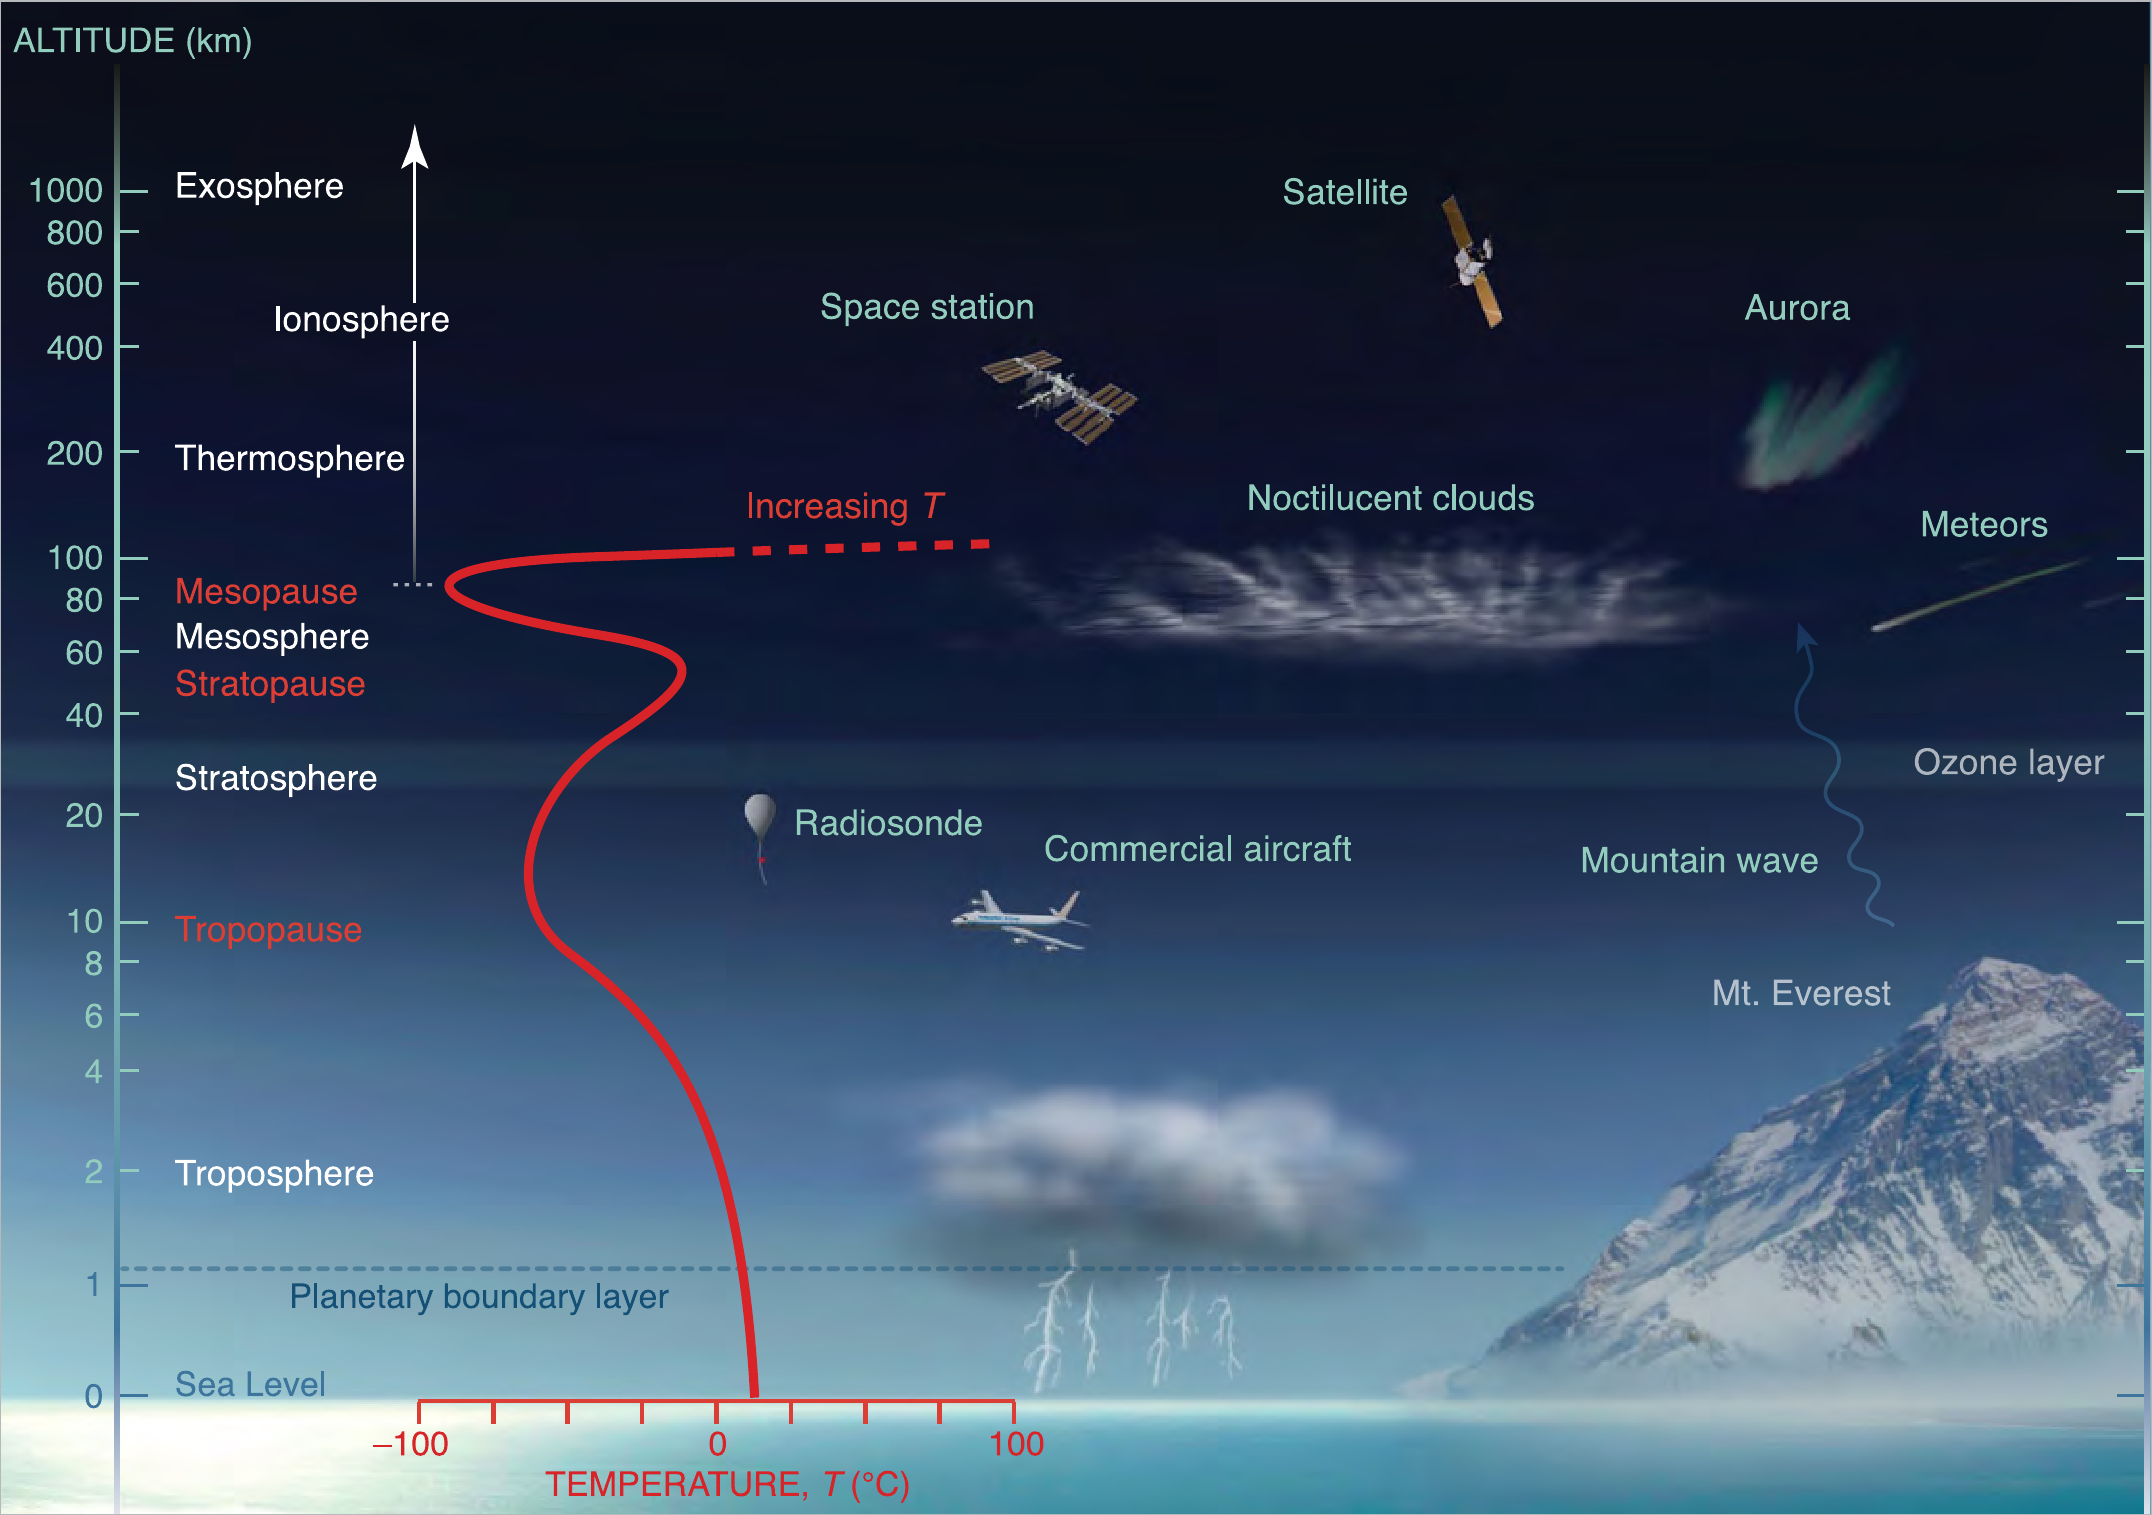 ALTITUDE (km)
1000
Exosphere
Satellite
800
600
Space station
Aurora
Ionosphere
400
200
Thermosphere
Increasing T
Noctilucent clouds
Meteors
100
Mesopause
80
Mesosphere
60
Stratopause
40
Ozone layer
Stratosphere
20
Radiosonde
Commercial aircraft
Mountain wave
10
Tropopause
8
Mt. Everest
6
4
2
Troposphere
1
Planetary boundary layer
0
Sea Level
–100
0
100
TEMPERATURE, T (°C)